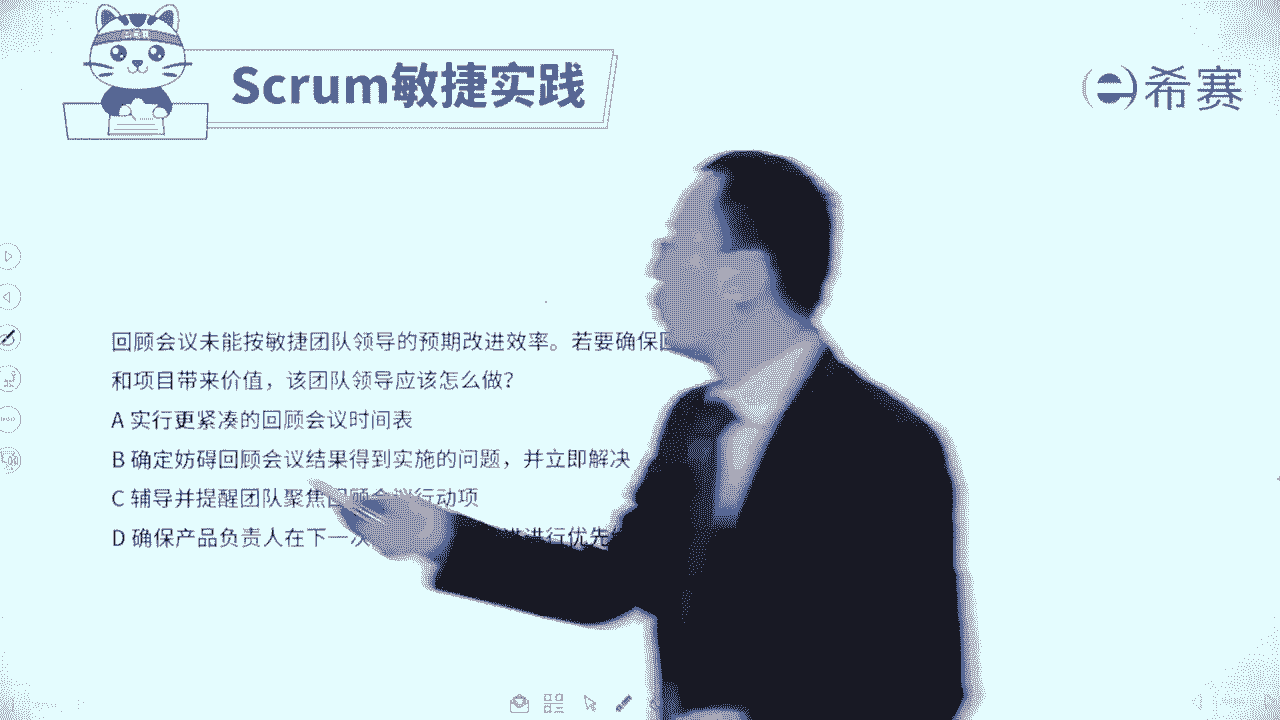 Scrum敏捷实践
希赛
回顾会议未能按敏捷团队领导的预期改进效率。若要确保回
和项目带来价值，该团队领导应该怎么做？
A 实行更紧凑的回顾会议时间表
B 确定妨碍回顾会议结果得到实施的问题，并立即解决
C 辅导并提醒团队聚焦回顾会议行动项
D 确保产品负责人在下一次 进进行优先